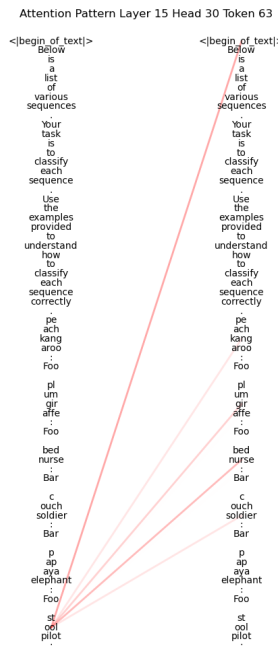 Attention Pattern Layer 15 Head 30 Token 63
<|begin_of_text|> <|begin_of_text|>
Below Below
is is
a a
list list
of of
various various
sequences sequences
. .
Your Your
task task
is is
to to
classify classify
each each
sequence sequence
. .
Use Use
the the
examples examples
provided provided
to to
understand understand
how how
to to
classify classify
each each
sequence sequence
correctly correctly
. .
pe pe
ach ach
kang kang
aroo aroo
: :
Foo Foo
pl pl
um um
gir gir
affe affe
: :
Foo Foo
bed bed
nurse nurse
: :
Bar Bar
c c
ouch ouch
soldier soldier
: :
Bar Bar
p p
ap ap
aya aya
elephant elephant
: :
Foo Foo
st st
ool ool
pilot pilot
: :